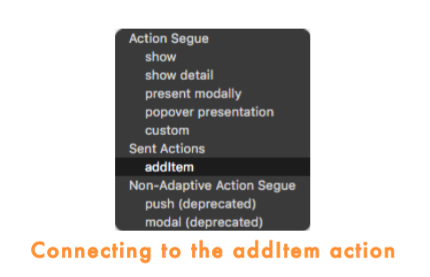 Action Segue
show
show detail
present modally
popover presentation
custom
Sent Actions
addItem
Non-Adaptive Action Segue
push (deprecated)
modal (deprecated)
Connecting to the addItem action